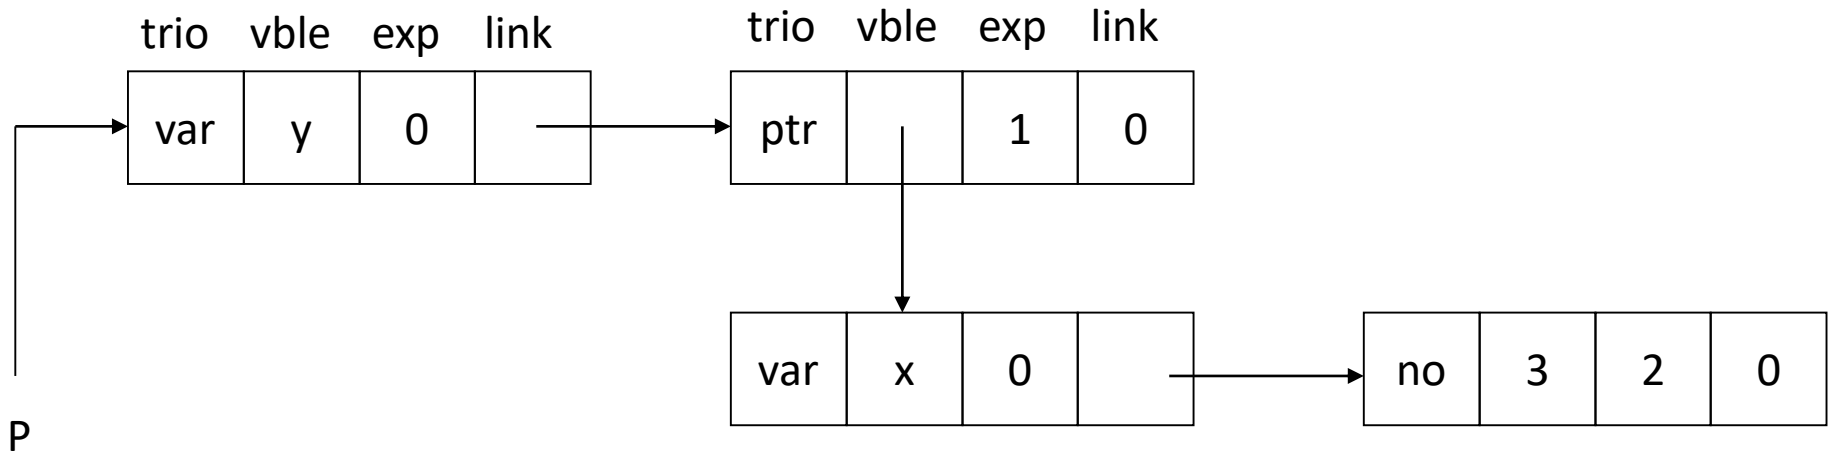 trio vble exp link
trio vble exp link
var y 0
ptr 1 0
var x 0
no 3 2 0
P